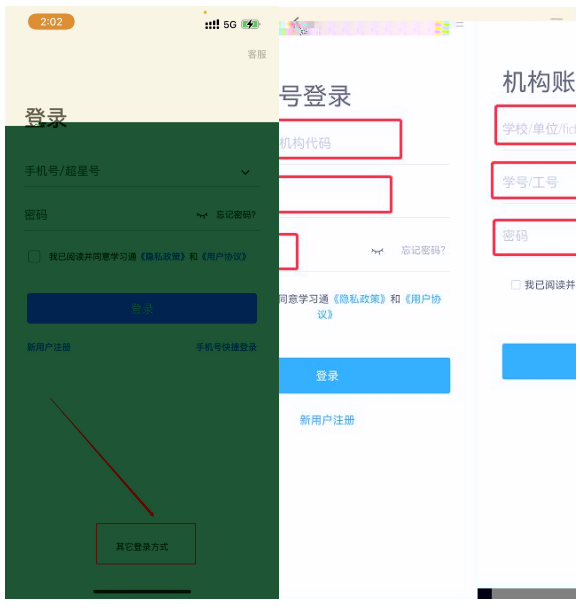 2:02
5G
客服
登录
手机号/超星号
密码
忘记密码?
我已阅读并同意学习通《隐私政策》和《用户协议》
登录
新用户注册
手机号快捷登录
其它登录方式
号登录
机构代码
忘记密码?
同意学习通《隐私政策》和《用户协
议》
登录
新用户注册
机构账
学校/单位/fid
学号/工号
密码
我已阅读并